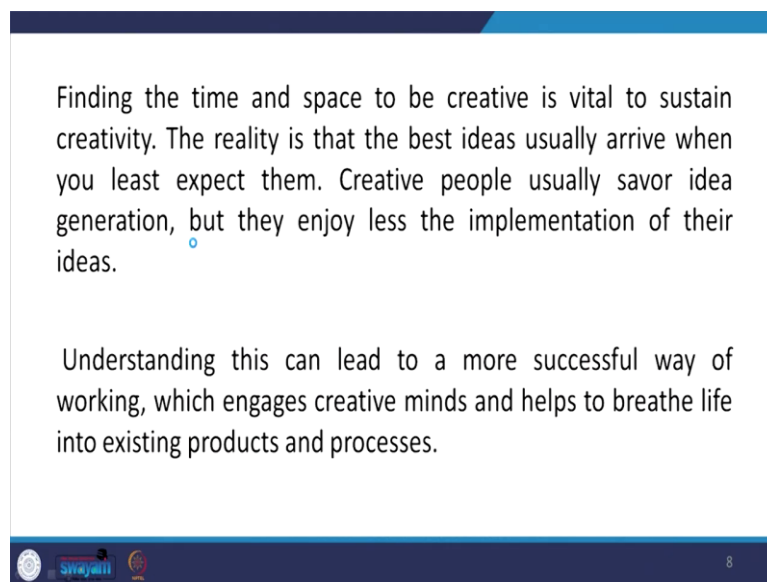 Finding the time and space to be creative is vital to sustain
creativity. The reality is that the best ideas usually arrive when
you least expect them. Creative people usually savor idea
generation, but they enjoy less the implementation of their
ideas.
Understanding this can lead to a more successful way of
working, which engages creative minds and helps to breathe life
into existing products and processes.
swayam
8